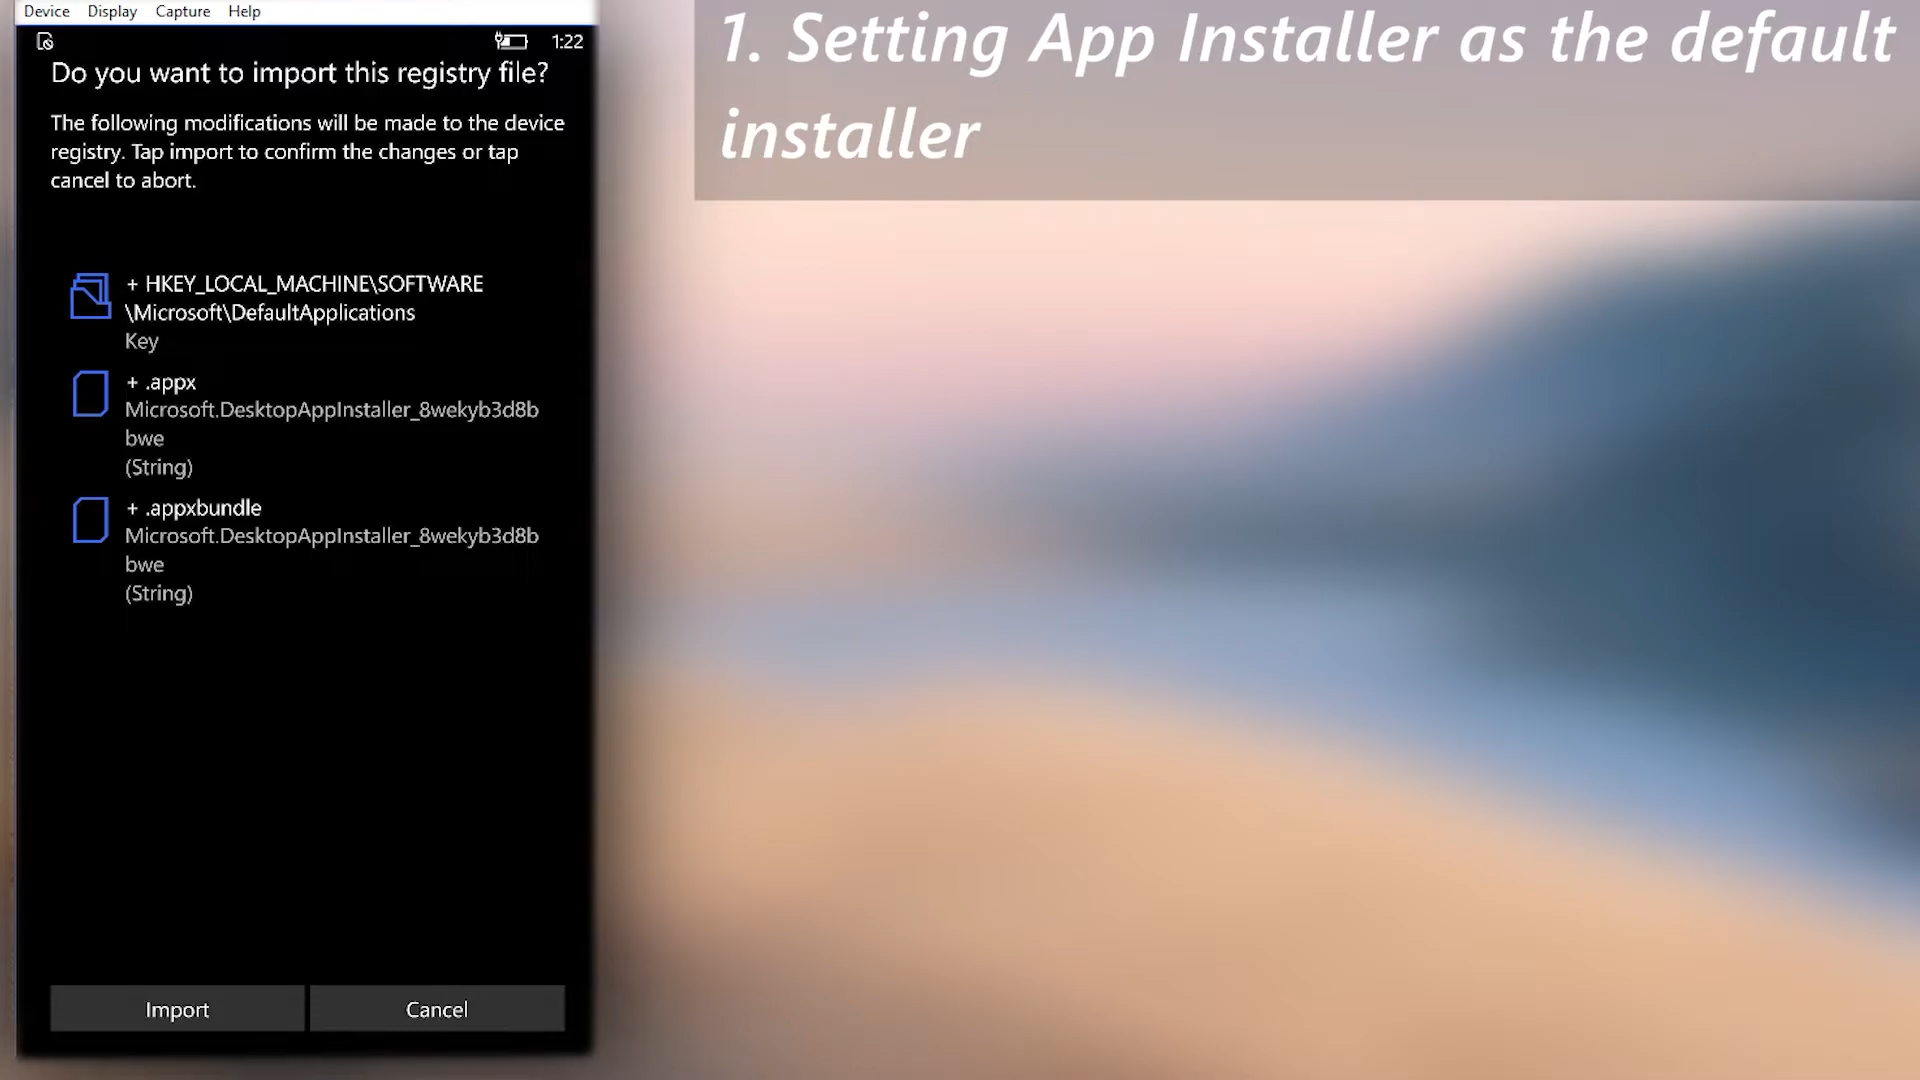 Device Display Capture Help
1:22
Do you want to import this registry file?
The following modifications will be made to the device
registry. Tap import to confirm the changes or tap
cancel to abort.
+ HKEY_LOCAL_MACHINE\SOFTWARE
\Microsoft\DefaultApplications
Key
+ .appx
Microsoft.DesktopAppInstaller_8wekyb3d8b
bwe
(String)
+ .appxbundle
Microsoft.DesktopAppInstaller_8wekyb3d8b
bwe
(String)
Import Cancel
1. Setting App Installer as the default
installer